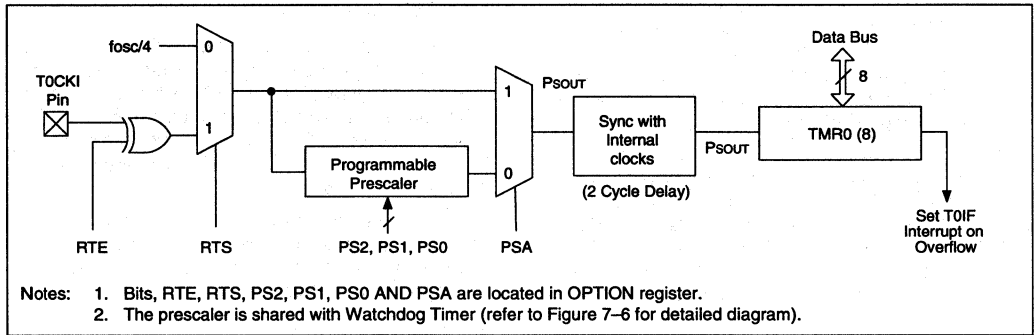 fosc/4
0
T0CKI
Pin
1
RTE
RTS
Programmable
Prescaler
PS2, PS1, PS0
1
0
PSA
PSOUT
Sync with
Internal
clocks
(2 Cycle Delay)
PSOUT
Data Bus
8
TMR0 (8)
Set T0IF
Interrupt on
Overflow
Notes: 1. Bits, RTE, RTS, PS2, PS1, PS0 AND PSA are located in OPTION register.
2. The prescaler is shared with Watchdog Timer (refer to Figure 7–6 for detailed diagram).